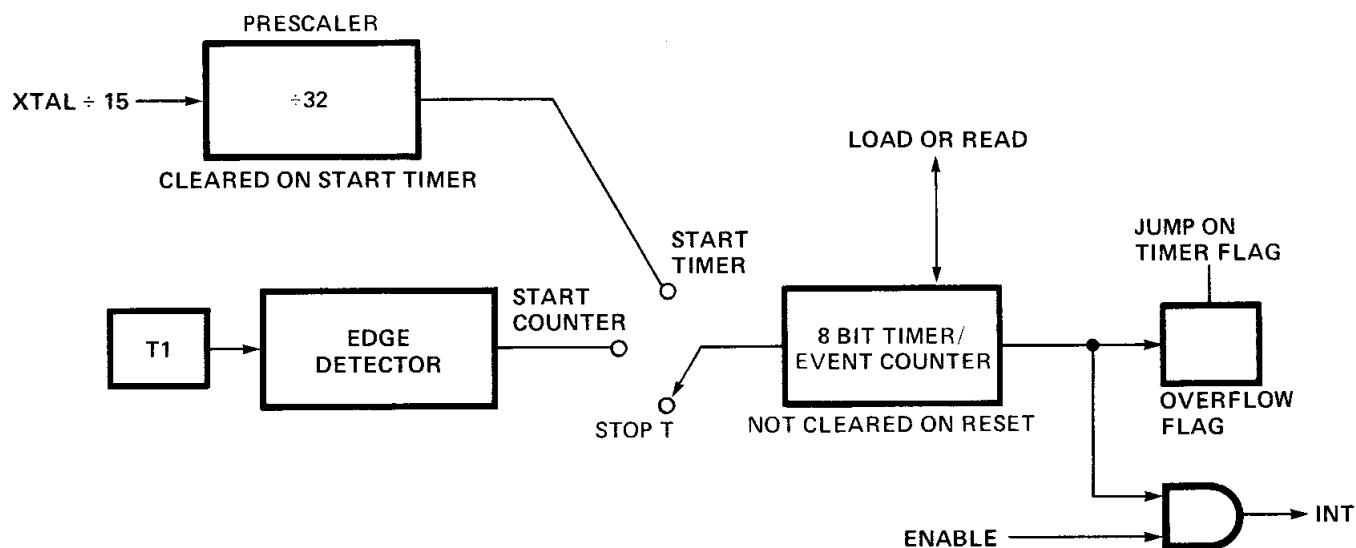 PRESCALER
XTAL ÷ 15
÷32
CLEARED ON START TIMER
LOAD OR READ
START
TIMER
JUMP ON
TIMER FLAG
T1
EDGE
DETECTOR
START
COUNTER
8 BIT TIMER/
EVENT COUNTER
STOP T
NOT CLEARED ON RESET
OVERFLOW
FLAG
ENABLE
INT